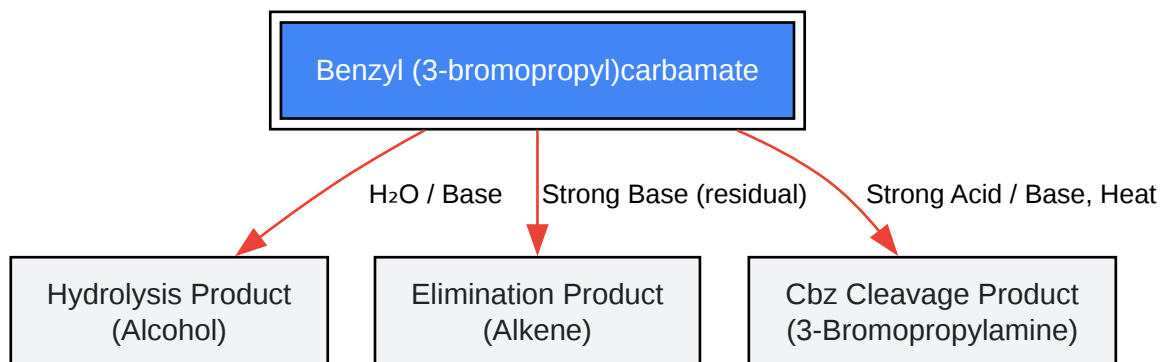 Benzyl (3-bromopropyl)carbamate
H₂O / Base
Strong Base (residual)
Strong Acid / Base, Heat
Hydrolysis Product
(Alcohol)
Elimination Product
(Alkene)
Cbz Cleavage Product
(3-Bromopropylamine)